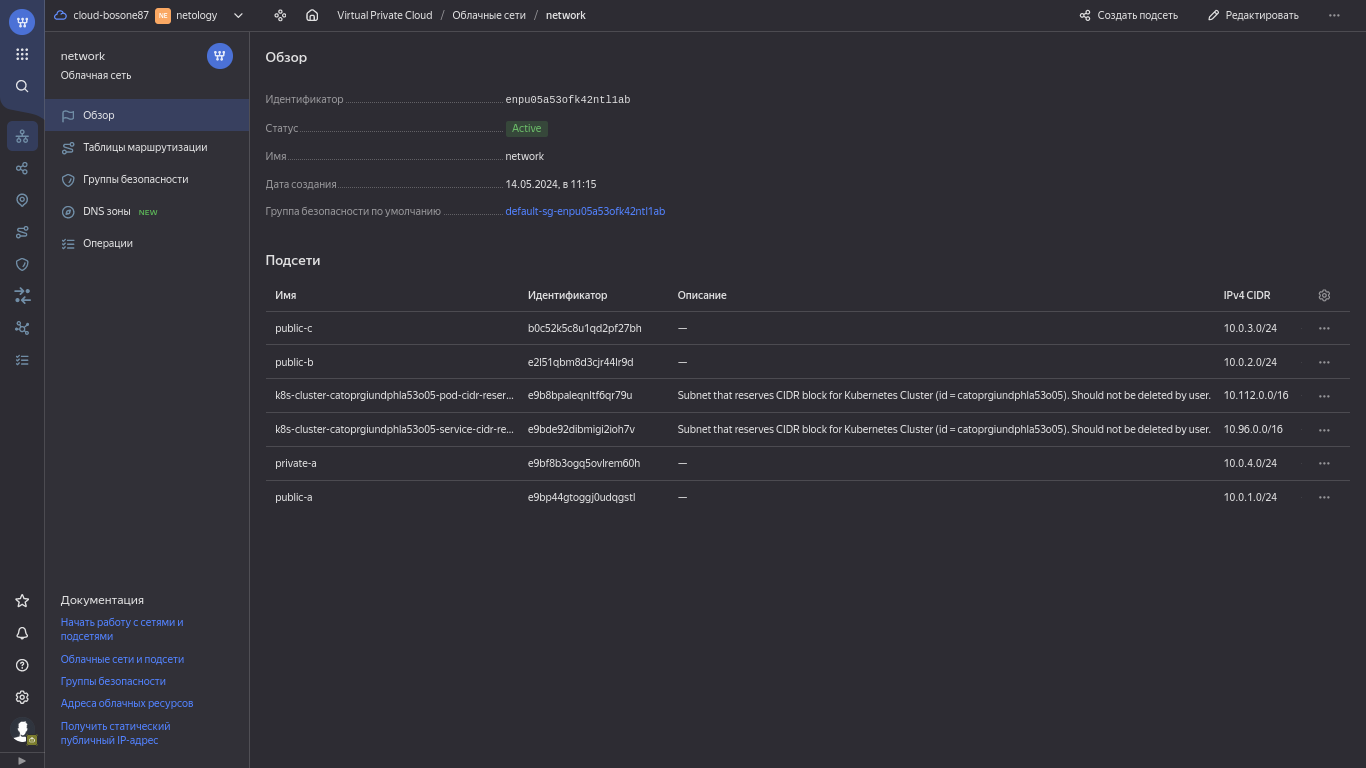 cloud-bosone87 NE netology Virtual Private Cloud / Облачные сети / network Создать подсеть Редактировать
network
Облачная сеть
Обзор
Таблицы маршрутизации
Группы безопасности
DNS зоны NEW
Операции
Документация
Начать работу с сетями и
подсетями
Облачные сети и подсети
Группы безопасности
Адреса облачных ресурсов
Получить статический
публичный IP-адрес
Обзор
Идентификатор enpu05a53ofk42ntl1ab
Статус Active
Имя network
Дата создания 14.05.2024, в 11:15
Группа безопасности по умолчанию default-sg-enpu05a53ofk42ntl1ab
Подсети
Имя Идентификатор Описание IPv4 CIDR
public-c b0c52k5c8u1qd2pf27bh — 10.0.3.0/24
public-b e2l51qbm8d3cjr44lr9d — 10.0.2.0/24
k8s-cluster-catoprgiundphla53o05-pod-cidr-reser... e9b8bpaleqnltf6qr79u Subnet that reserves CIDR block for Kubernetes Cluster (id = catoprgiundphla53o05). Should not be deleted by user. 10.112.0.0/16
k8s-cluster-catoprgiundphla53o05-service-cidr-re... e9bde92dibmigi2ioh7v Subnet that reserves CIDR block for Kubernetes Cluster (id = catoprgiundphla53o05). Should not be deleted by user. 10.96.0.0/16
private-a e9bf8b3ogq5ovlrem60h — 10.0.4.0/24
public-a e9bp44gtoggj0udqgstl — 10.0.1.0/24